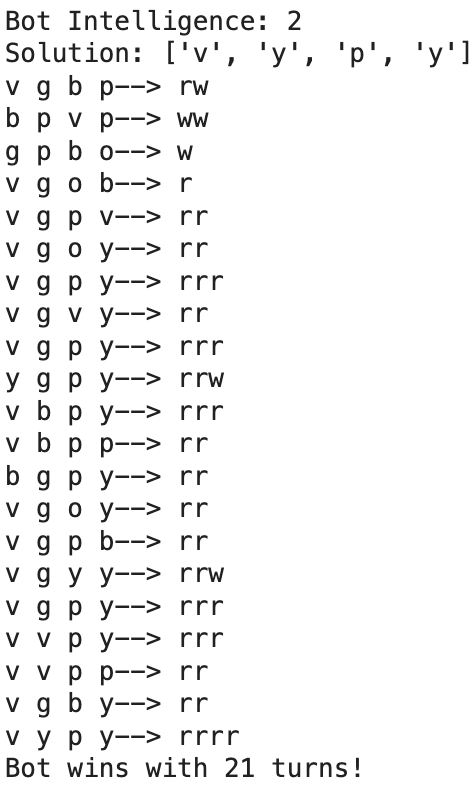 Bot Intelligence: 2
Solution: ['v', 'y', 'p', 'y']
v g b p--> rw
b p v p--> ww
g p b o--> w
v g o b--> r
v g p v--> rr
v g o y--> rr
v g p y--> rrr
v g v y--> rr
v g p y--> rrr
y g p y--> rrw
v b p y--> rrr
v b p p--> rr
b g p y--> rr
v g o y--> rr
v g p b--> rr
v g y y--> rrw
v g p y--> rrr
v v p y--> rrr
v v p p--> rr
v g b y--> rr
v y p y--> rrrr
Bot wins with 21 turns!